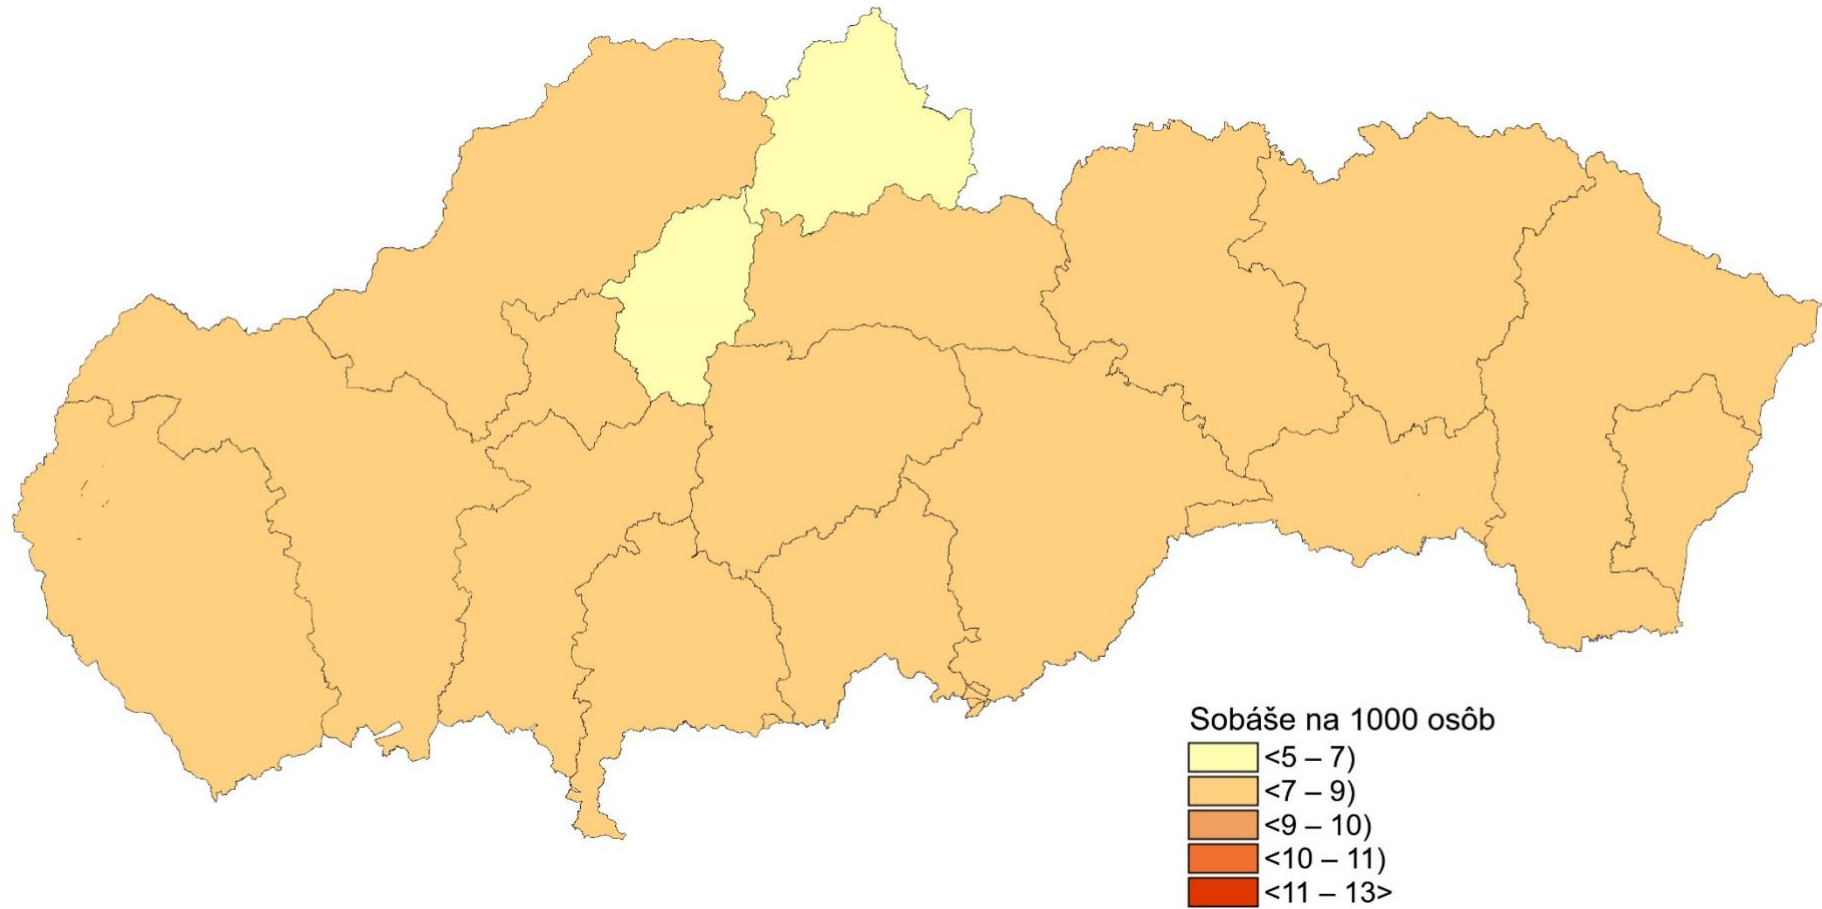 Sobáše na 1000 osôb
<5 – 7)
<7 – 9)
<9 – 10)
<10 – 11)
<11 – 13>